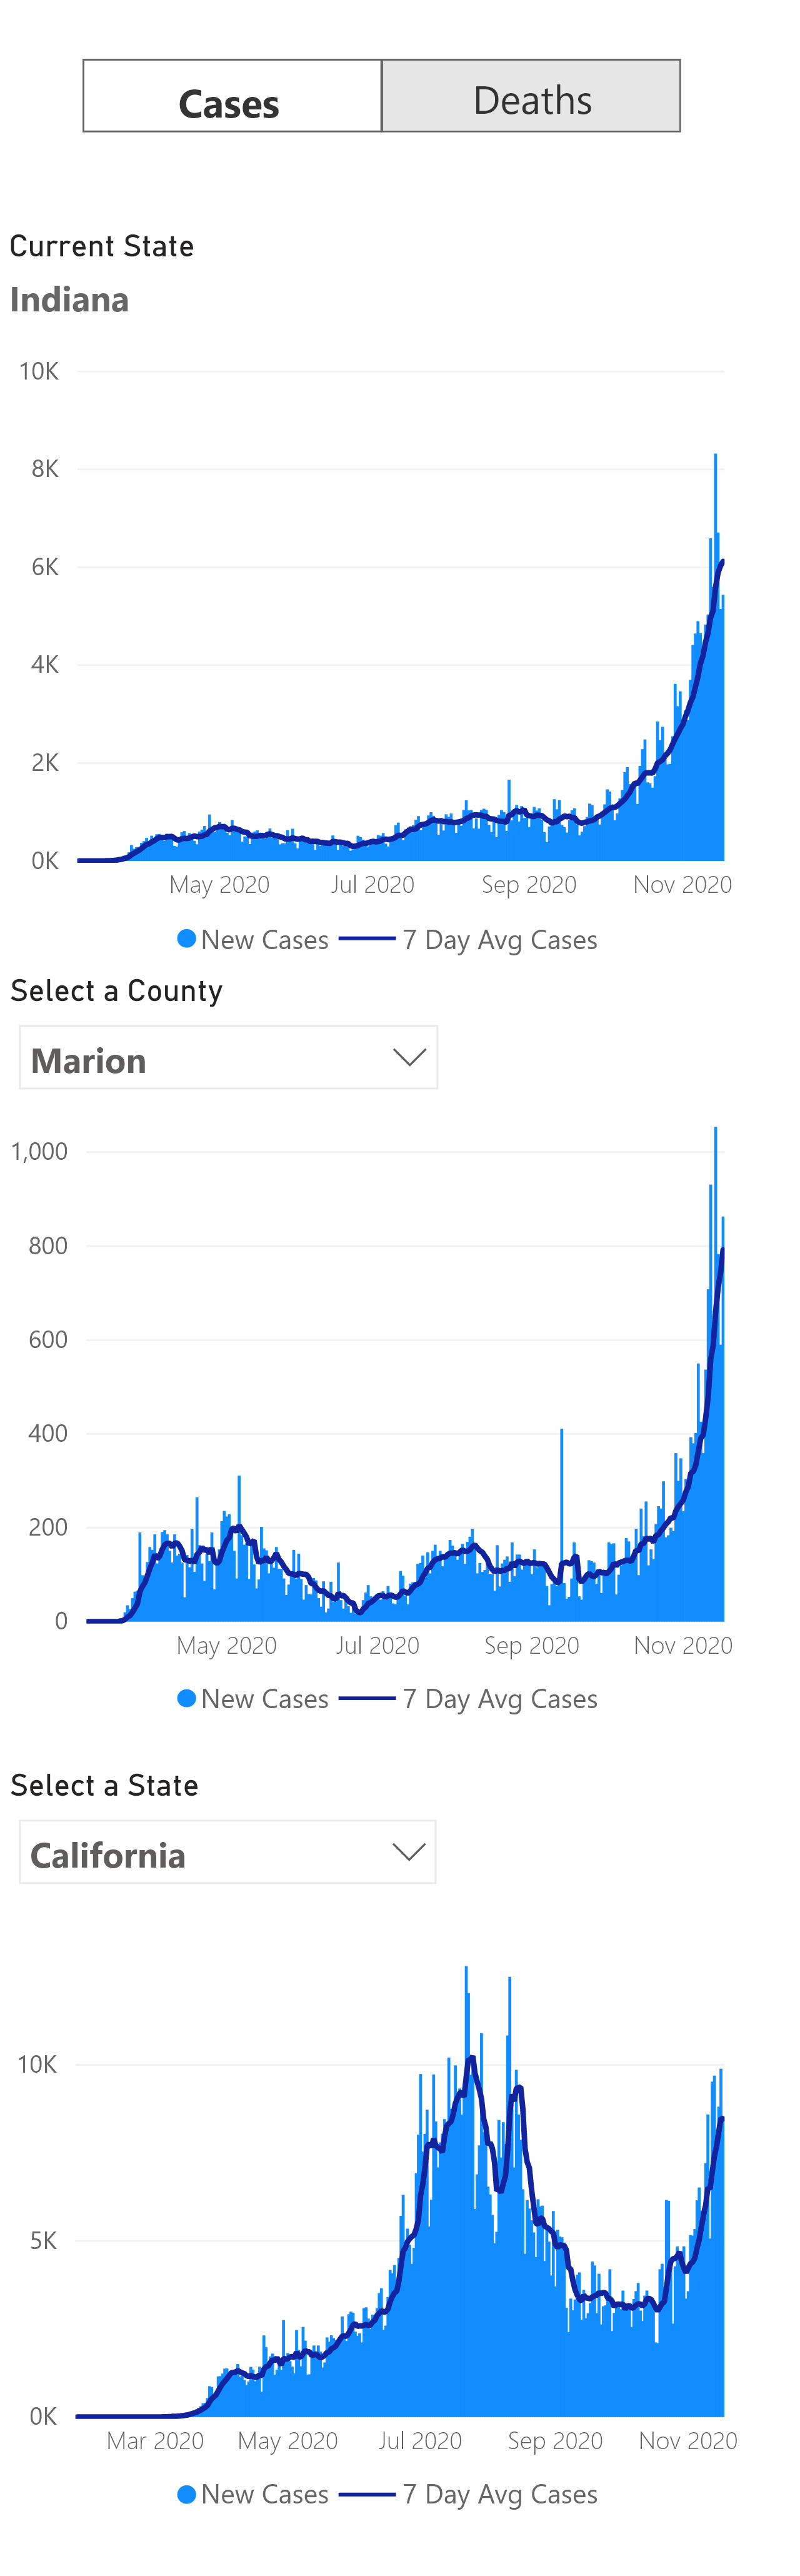 Cases Deaths
Current State
Indiana
10K
8K
6K
4K
2K
0K
May 2020 Jul 2020 Sep 2020 Nov 2020
New Cases 7 Day Avg Cases
Select a County
Marion
1,000
800
600
400
200
0
May 2020 Jul 2020 Sep 2020 Nov 2020
New Cases 7 Day Avg Cases
Select a State
California
10K
5K
0K
Mar 2020 May 2020 Jul 2020 Sep 2020 Nov 2020
New Cases 7 Day Avg Cases